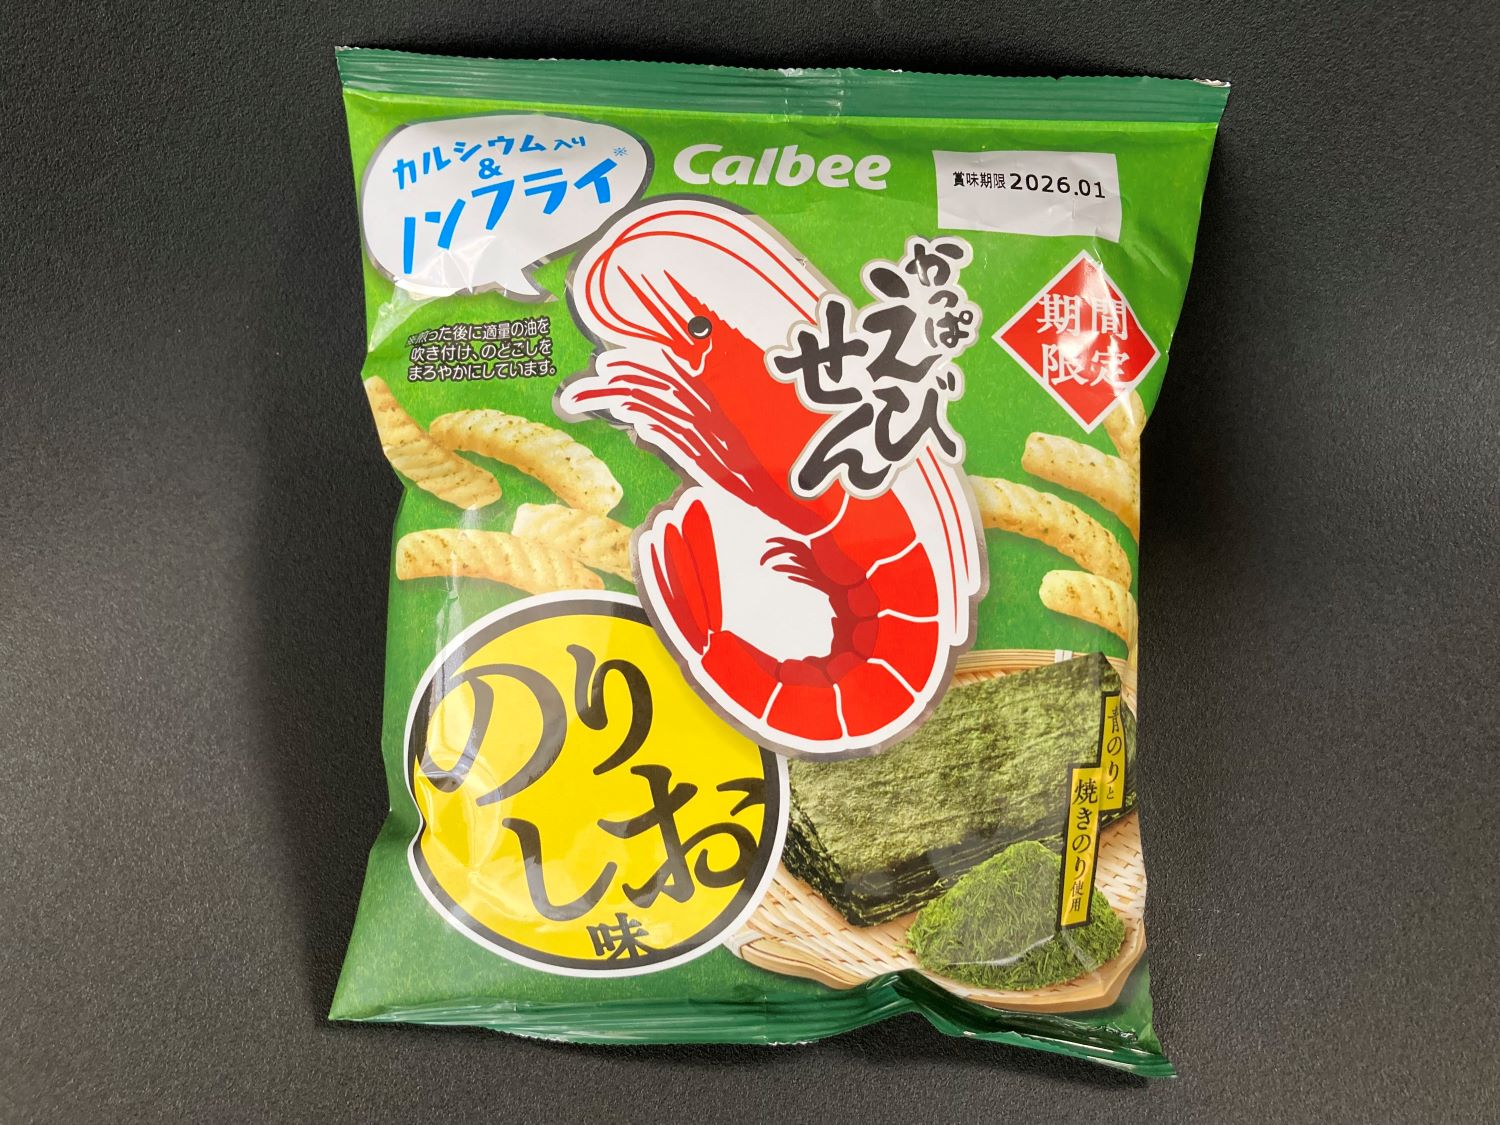 カルシウム入り
&
ノンフライ※
Calbee
賞味期限 2026.01
かっぱ
えび
せん
期間
限定
※煎った後に適量の油を
吹き付け、のどごしを
まろやかにしています。
のり
しお
味
青のりと
焼きのり使用